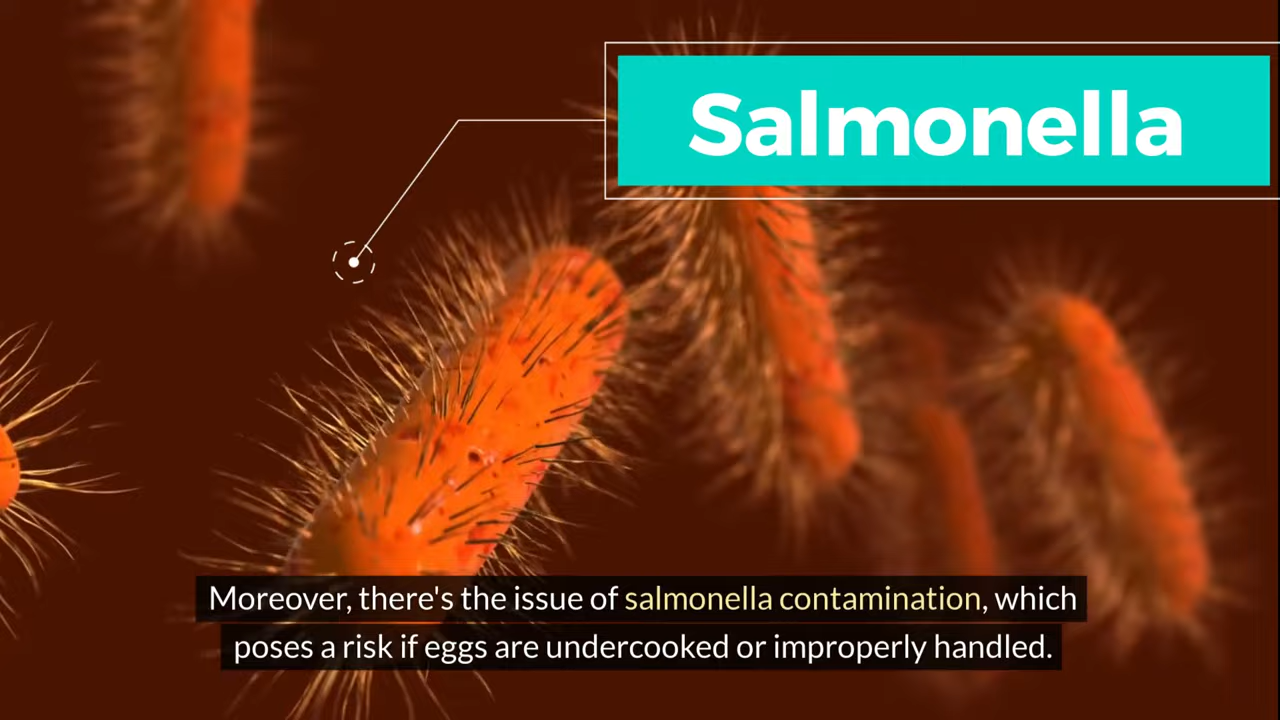 Salmonella
Moreover, there's the issue of salmonella contamination, which
poses a risk if eggs are undercooked or improperly handled.